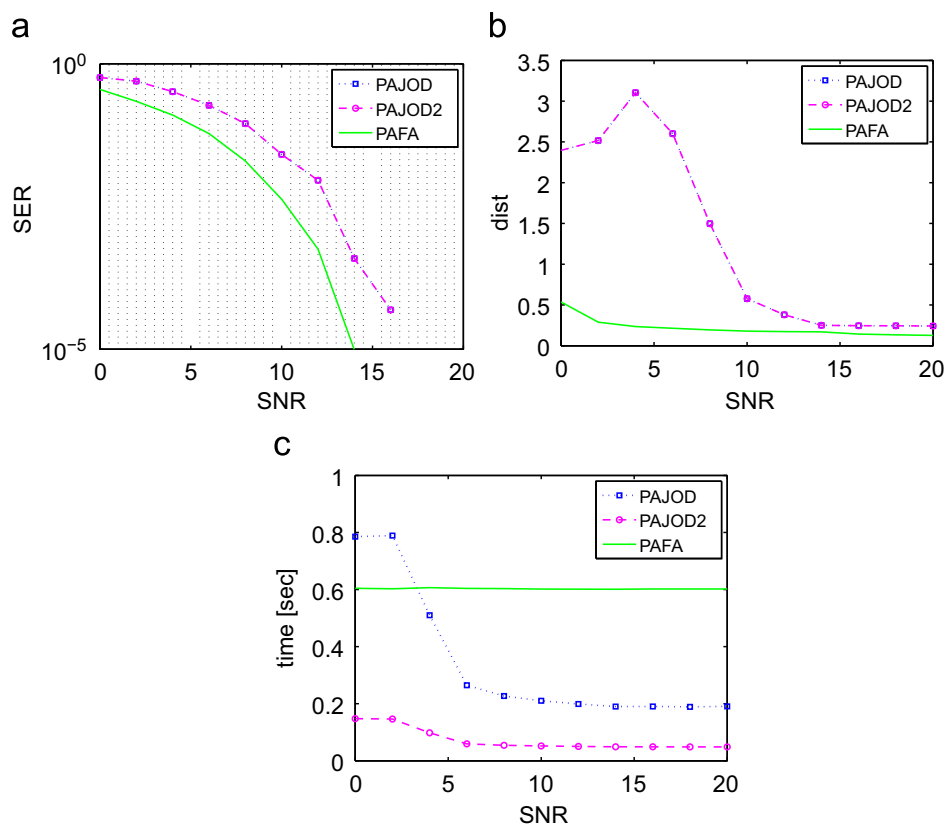 a
10^0
SER
10^-5
0
5
10
15
20
SNR
PAJOD
PAJOD2
PAFA
b
3.5
3
2.5
2
1.5
1
0.5
0
dist
0
5
10
15
20
SNR
PAJOD
PAJOD2
PAFA
c
1
0.8
0.6
0.4
0.2
0
time [sec]
0
5
10
15
20
SNR
PAJOD
PAJOD2
PAFA